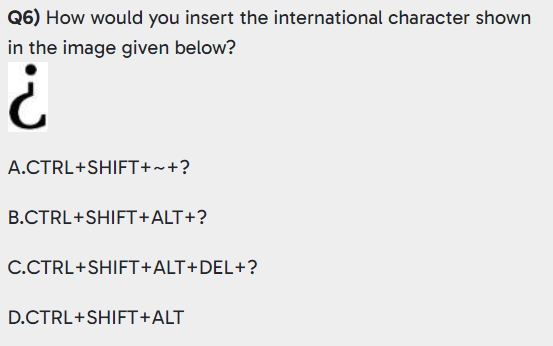 Q6) How would you insert the international character shown
in the image given below?
¿
A.CTRL+SHIFT+~+?
B.CTRL+SHIFT+ALT+?
C.CTRL+SHIFT+ALT+DEL+?
D.CTRL+SHIFT+ALT